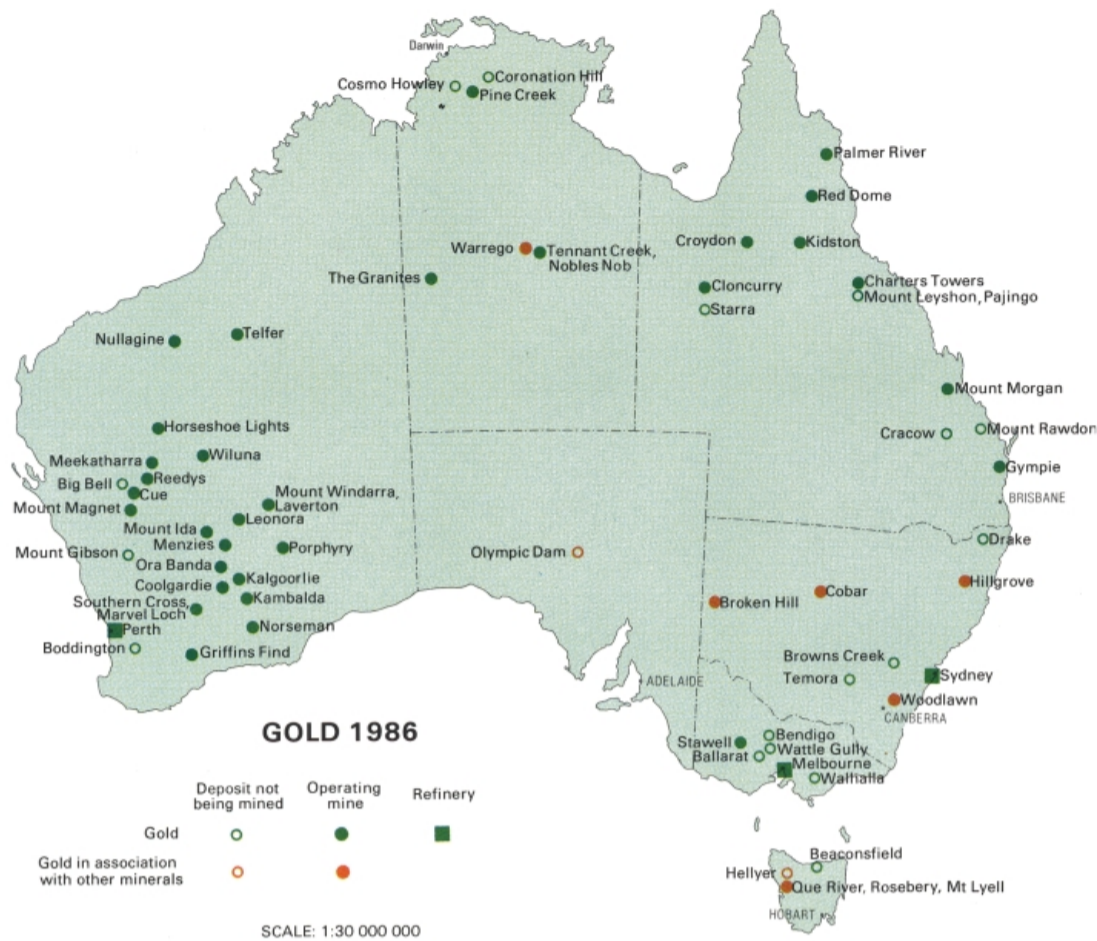 Darwin
Coronation Hill
Cosmo Howley
Pine Creek
Palmer River
Red Dome
Croydon
Kidston
Warrego
Tennant Creek,
Nobles Nob
The Granites
Cloncurry
Charters Towers
Mount Leyshon, Pajingo
Starra
Nullagine
Telfer
Mount Morgan
Horseshoe Lights
Cracow
Mount Rawdon
Meekatharra
Wiluna
Gympie
Big Bell
Reedys
Cue
BRISBANE
Mount Magnet
Mount Windarra,
Laverton
Leonora
Mount Ida
Menzies
Porphyry
Drake
Mount Gibson
Olympic Dam
Ora Banda
Coolgardie
Kalgoorlie
Hillgrove
Kambalda
Cobar
Broken Hill
Southern Cross,
Marvel Loch
Perth
Norseman
Boddington
Griffins Find
Browns Creek
Temora
Sydney
ADELAIDE
Woodlawn
CANBERRA
GOLD 1986
Stawell
Bendigo
Wattle Gully
Ballarat
Melbourne
Walhalla
Deposit not
being mined
Operating
mine
Refinery
Gold
Gold in association
with other minerals
Beaconsfield
Hellyer
Que River, Rosebery, Mt Lyell
HOBART
SCALE: 1:30 000 000